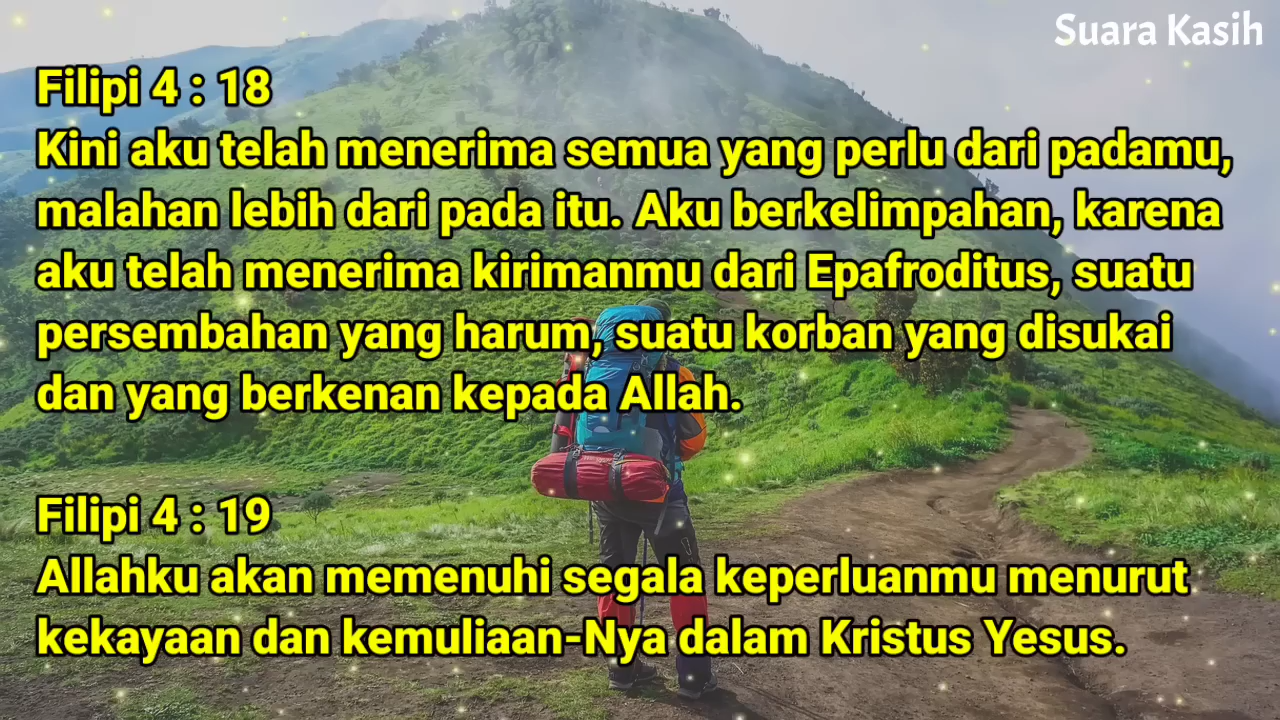 Suara Kasih
Filipi 4 : 18
Kini aku telah menerima semua yang perlu dari padamu,
malahan lebih dari pada itu. Aku berkelimpahan, karena
aku telah menerima kirimanmu dari Epafroditus, suatu
persembahan yang harum, suatu korban yang disukai
dan yang berkenan kepada Allah.
Filipi 4 : 19
Allahku akan memenuhi segala keperluanmu menurut
kekayaan dan kemuliaan-Nya dalam Kristus Yesus.